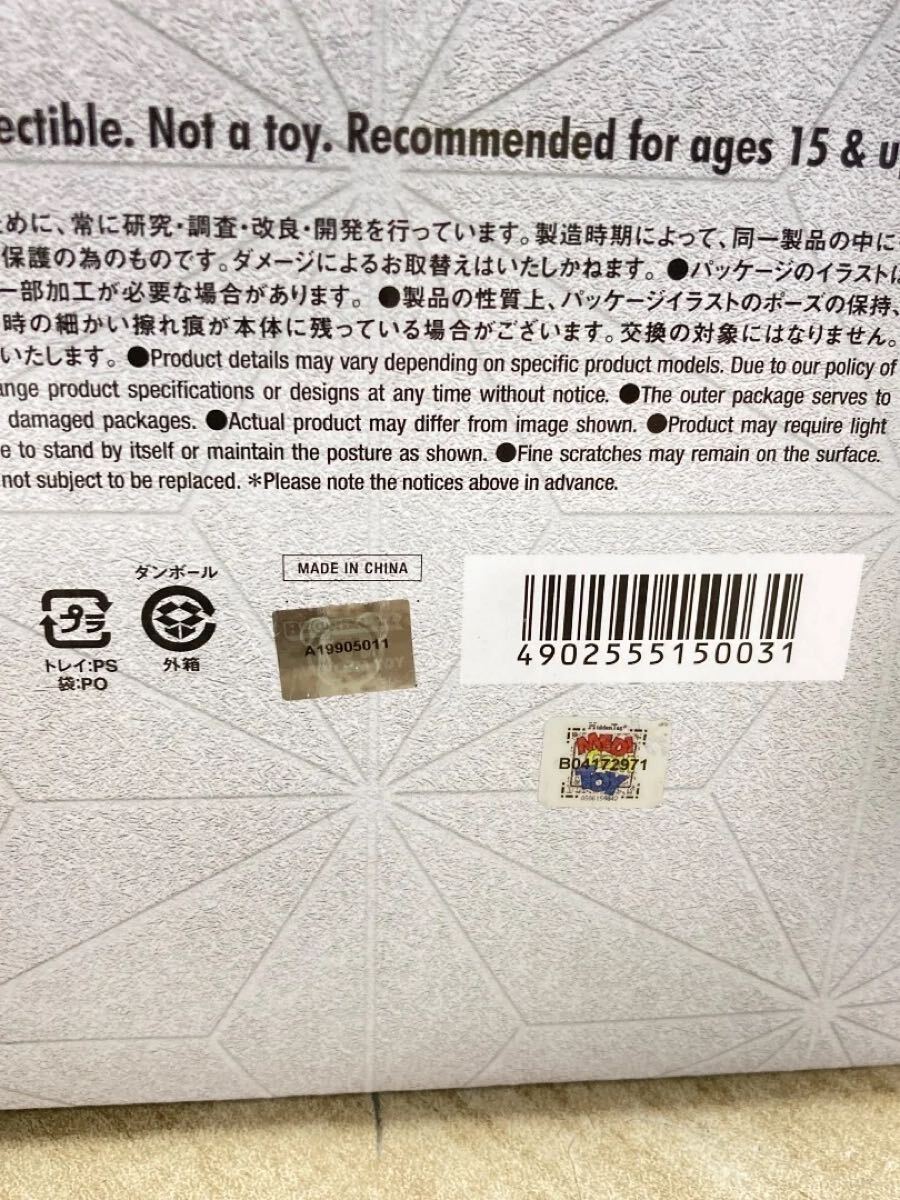 ectible. Not a toy. Recommended for ages 15 & u
めに、常に研究・調査・改良・開発を行っています。製造時期によって、同一製品の中に
保護の為のものです。ダメージによるお取替えはいたしかねます。 ●パッケージのイラストは
一部加工が必要な場合があります。 ●製品の性質上、パッケージイラストのポーズの保持、
時の細かい擦れ痕が本体に残っている場合がございます。交換の対象にはなりません。
いたします。 ●Product details may vary depending on specific product models. Due to our policy of
ange product specifications or designs at any time without notice. ●The outer package serves to
damaged packages. ●Actual product may differ from image shown. ●Product may require light
e to stand by itself or maintain the posture as shown. ●Fine scratches may remain on the surface.
not subject to be replaced. *Please note the notices above in advance.
プラ
トレイ:PS
袋:PO
ダンボール
外箱
MADE IN CHINA
A19905011
4902555150031
MEDI
B04172971
TOY